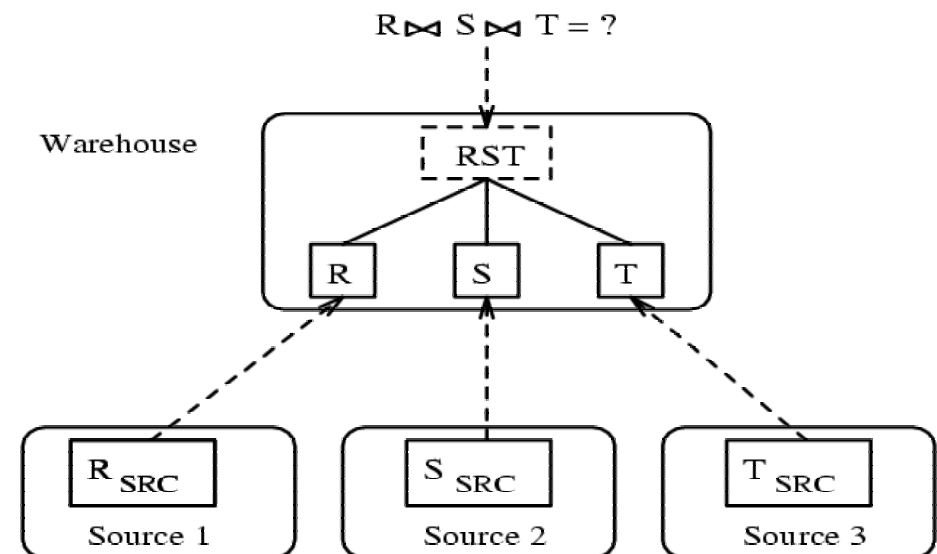 R⋈ S⋈ T = ?
Warehouse
RST
R
S
T
R SRC
S SRC
T SRC
Source 1
Source 2
Source 3